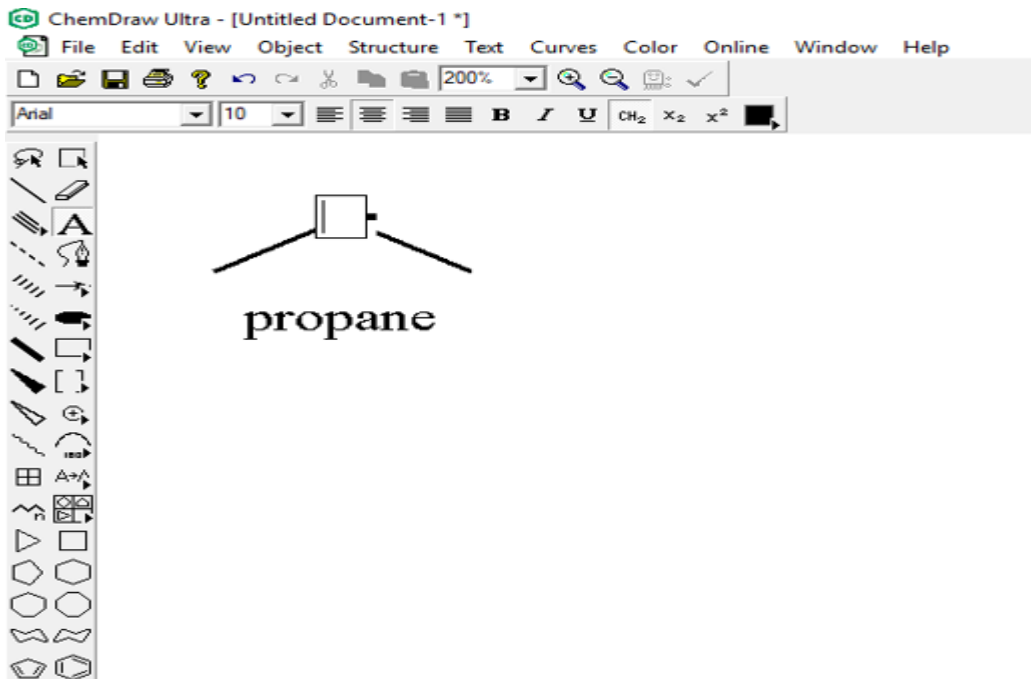 ChemDraw Ultra - [Untitled Document-1 *]
File Edit View Object Structure Text Curves Color Online Window Help
200%
Arial 10 B I U CH₂ X₂ X²
A
propane